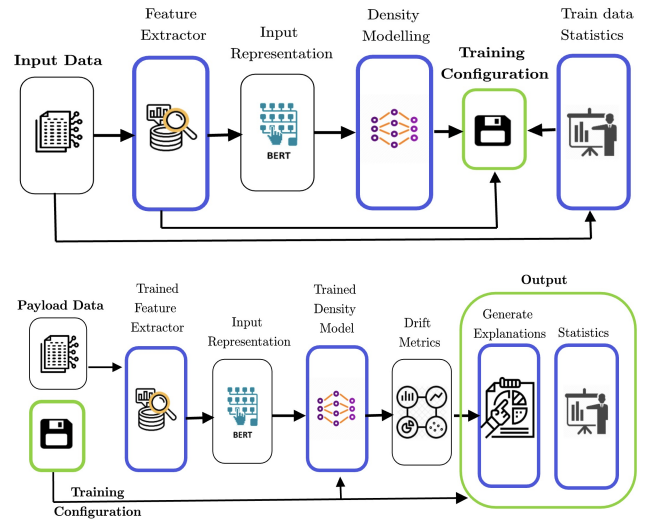 Input Data
Feature
Extractor
Input
Representation
Density
Modelling
Training
Configuration
Train data
Statistics
BERT
Payload Data
Trained
Feature
Extractor
Input
Representation
Trained
Density
Model
Drift
Metrics
Output
Generate
Explanations
Statistics
BERT
Training
Configuration